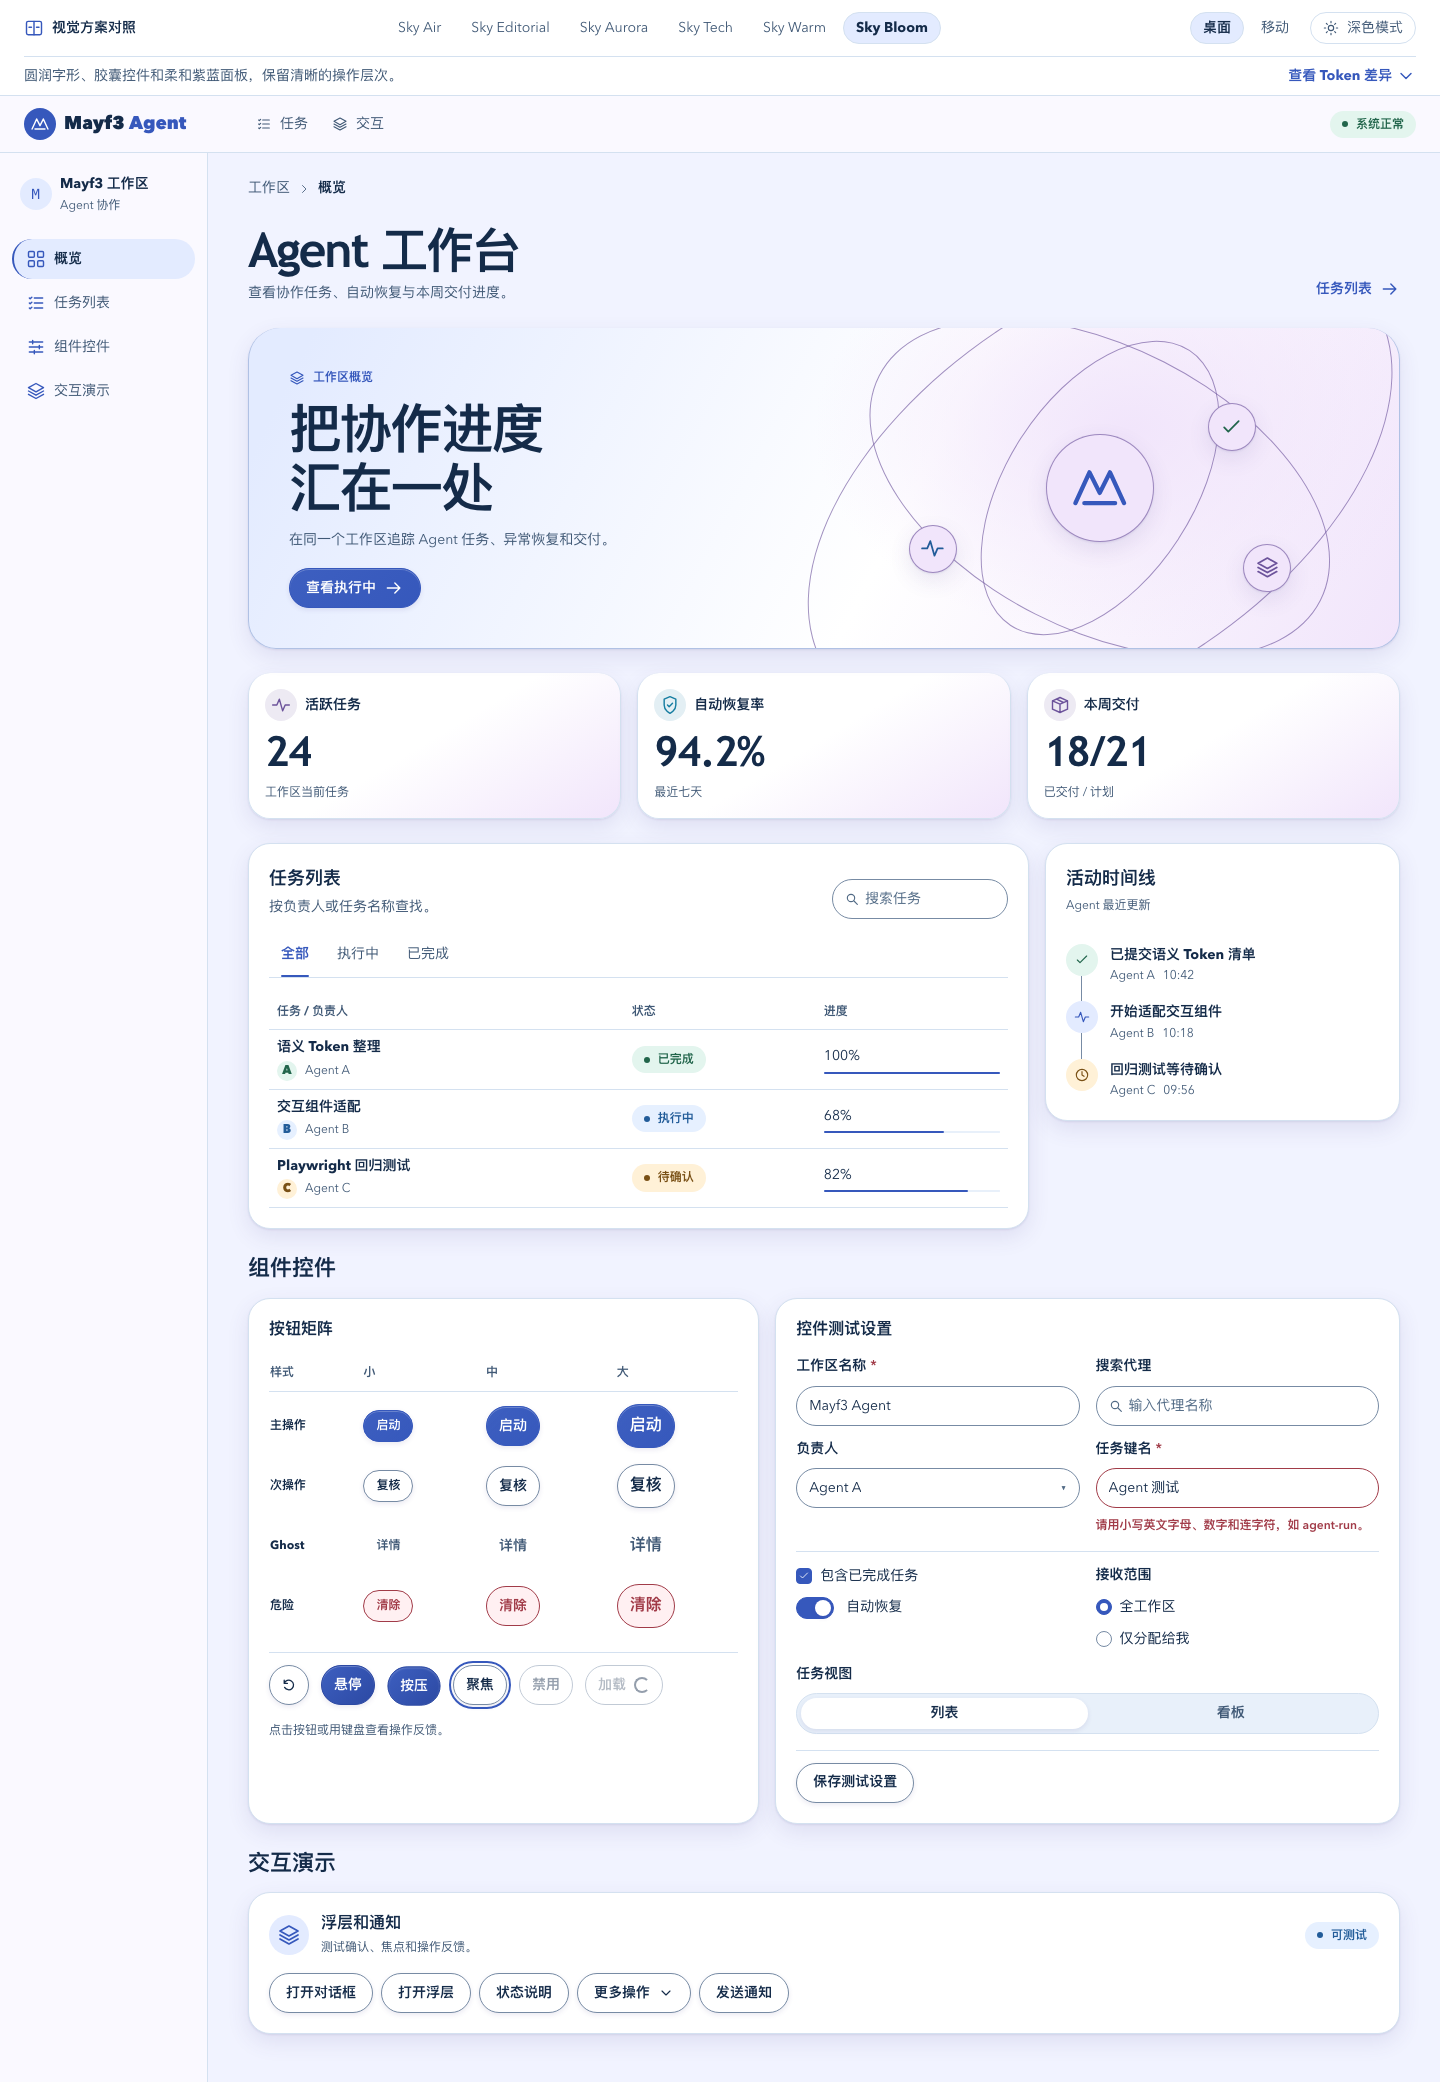 视觉方案对照
Sky Air
Sky Editorial
Sky Aurora
Sky Tech
Sky Warm
Sky Bloom
桌面
移动
深色模式
圆润字形、胶囊控件和柔和紫蓝面板，保留清晰的操作层次。
查看 Token 差异
Mayf3 Agent
任务
交互
系统正常
M
Mayf3 工作区
Agent 协作
概览
任务列表
组件控件
交互演示
工作区 > 概览
Agent 工作台
查看协作任务、自动恢复与本周交付进度。
任务列表
工作区概览
把协作进度
汇在一处
在同一个工作区追踪 Agent 任务、异常恢复和交付。
查看执行中
活跃任务
24
工作区当前任务
自动恢复率
94.2%
最近七天
本周交付
18/21
已交付 / 计划
任务列表
按负责人或任务名称查找。
搜索任务
全部
执行中
已完成
任务 / 负责人
状态
进度
语义 Token 整理
A
Agent A
已完成
100%
交互组件适配
B
Agent B
执行中
68%
Playwright 回归测试
C
Agent C
待确认
82%
活动时间线
Agent 最近更新
已提交语义 Token 清单
Agent A 10:42
开始适配交互组件
Agent B 10:18
回归测试等待确认
Agent C 09:56
组件控件
按钮矩阵
样式
小
中
大
主操作
启动
启动
启动
次操作
复核
复核
复核
Ghost
详情
详情
详情
危险
清除
清除
清除
悬停
按压
聚焦
禁用
加载
点击按钮或用键盘查看操作反馈。
控件测试设置
工作区名称 *
Mayf3 Agent
搜索代理
输入代理名称
负责人
Agent A
任务键名 *
Agent 测试
请用小写英文字母、数字和连字符，如 agent-run。
包含已完成任务
自动恢复
接收范围
全工作区
仅分配给我
任务视图
列表
看板
保存测试设置
交互演示
浮层和通知
测试确认、焦点和操作反馈。
可测试
打开对话框
打开浮层
状态说明
更多操作
发送通知